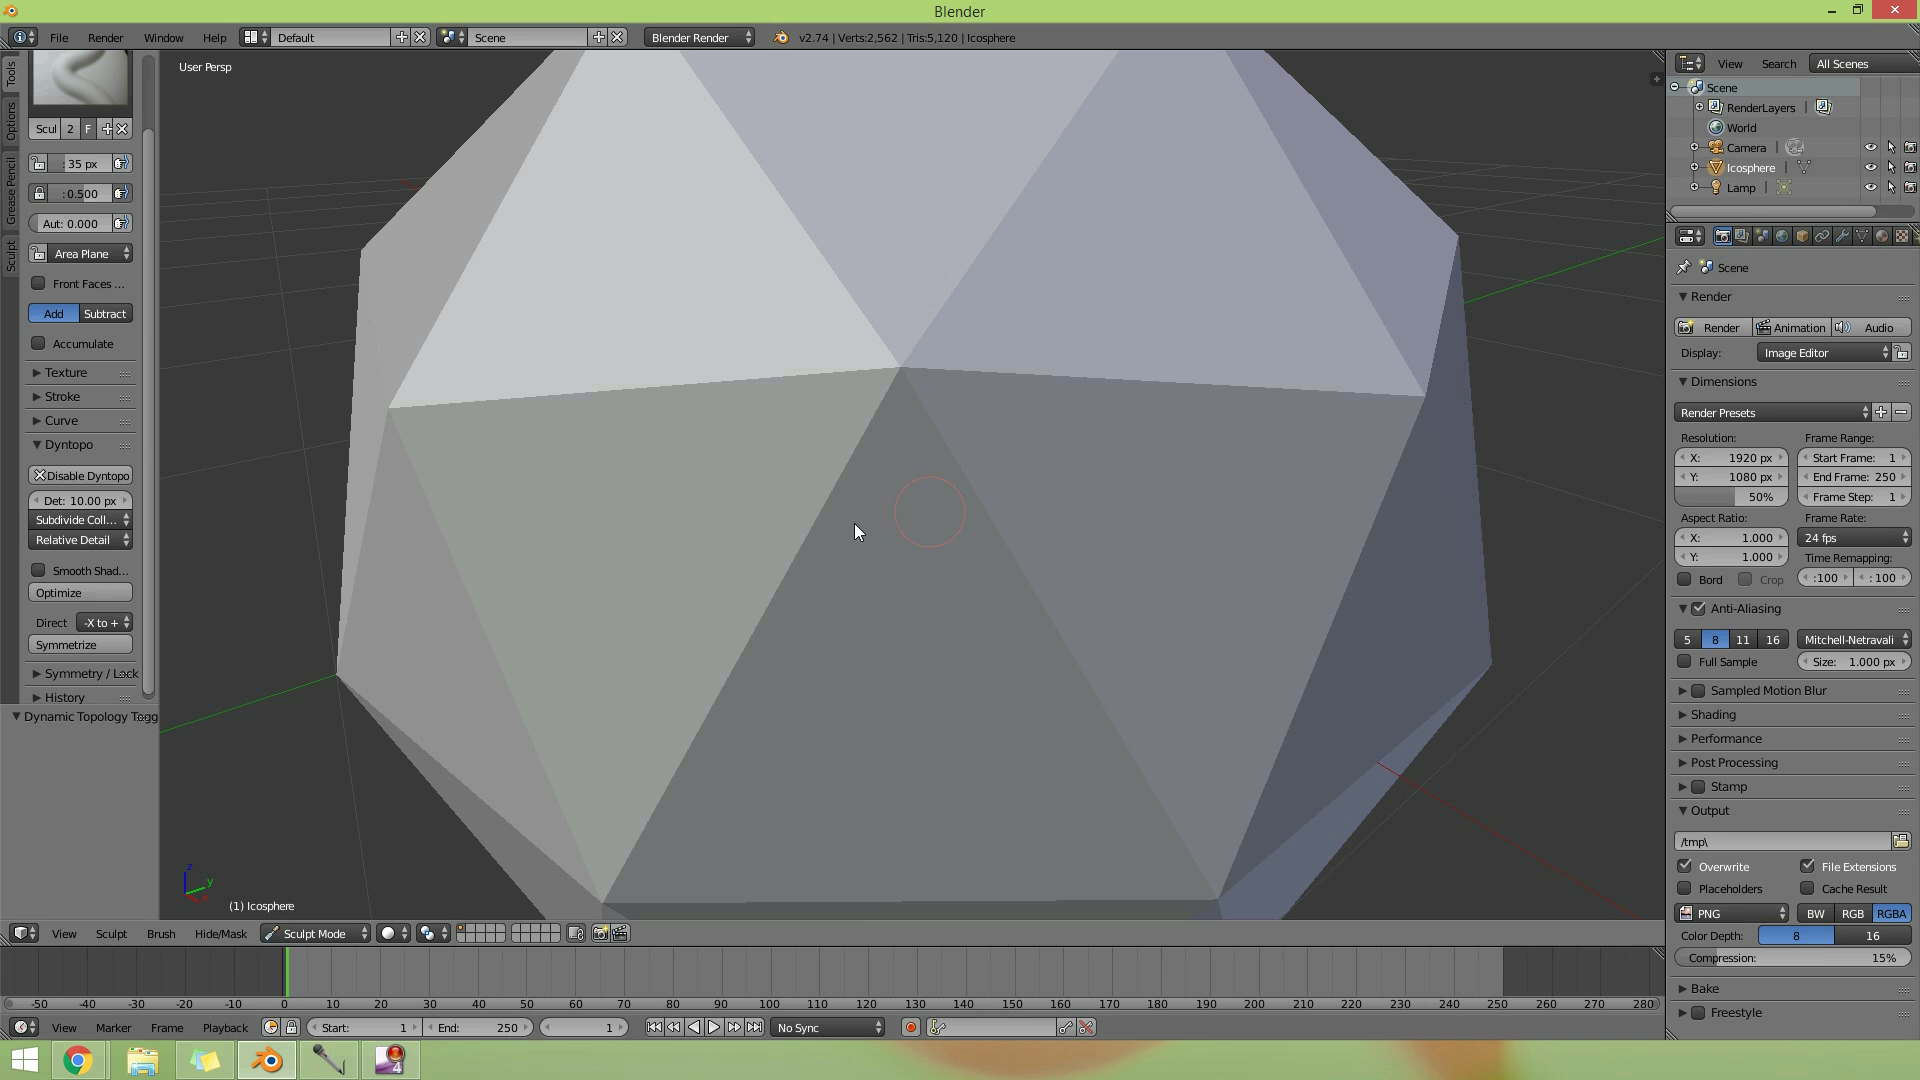 Blender
File Render Window Help Default Scene Blender Render v2.74 | Verts:2,562 | Tris:5,120 | Icosphere
User Persp
Tools
Options
Grease Pencil
Sculpt
Scul 2 F
: 35 px
: 0.500
Aut: 0.000
Area Plane
Front Faces ...
Add Subtract
Accumulate
Texture
Stroke
Curve
Dyntopo
Disable Dyntopo
Det: 10.00 px
Subdivide Coll...
Relative Detail
Smooth Shad...
Optimize
Direct -X to +
Symmetrize
Symmetry / Lock
History
Dynamic Topology Togg
z
y
x
(1) Icosphere
View Sculpt Brush Hide/Mask Sculpt Mode
-50 -40 -30 -20 -10 0 10 20 30 40 50 60 70 80 90 100 110 120 130 140 150 160 170 180 190 200 210 220 230 240 250 260 270 280
View Marker Frame Playback Start: 1 End: 250 1 No Sync
View Search All Scenes
Scene
RenderLayers |
World
Camera |
Icosphere |
Lamp |
Scene
Render
Render Animation Audio
Display: Image Editor
Dimensions
Render Presets
Resolution: Frame Range:
X: 1920 px Start Frame: 1
Y: 1080 px End Frame: 250
50% Frame Step: 1
Aspect Ratio: Frame Rate:
X: 1.000 24 fps
Y: 1.000 Time Remapping:
Bord Crop :100 : 100
Anti-Aliasing
5 8 11 16 Mitchell-Netravali
Full Sample Size: 1.000 px
Sampled Motion Blur
Shading
Performance
Post Processing
Stamp
Output
/tmp\
Overwrite File Extensions
Placeholders Cache Result
PNG BW RGB RGBA
Color Depth: 8 16
Compression: 15%
Bake
Freestyle
4